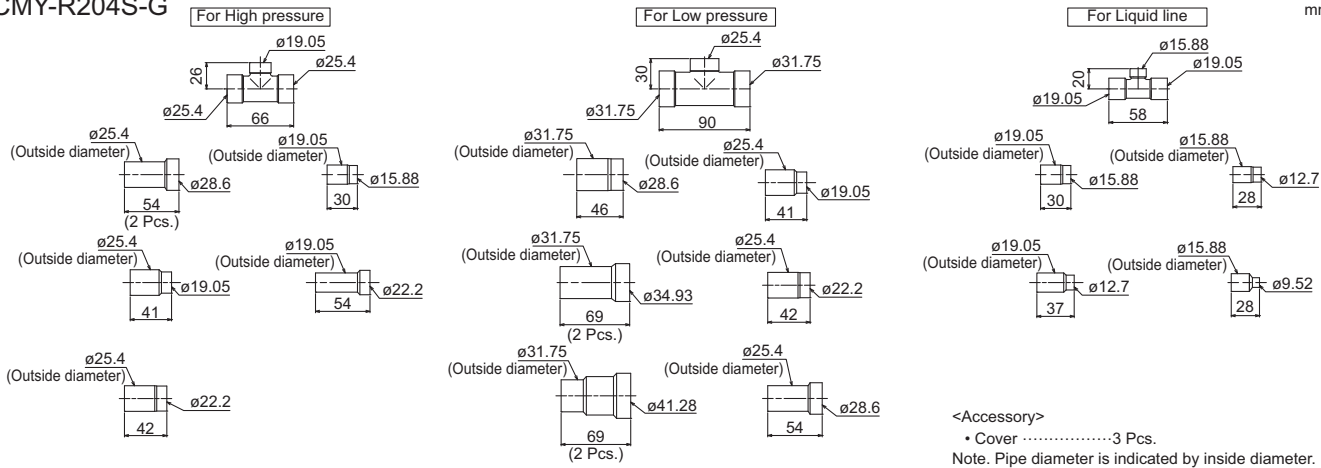 CMY-R204S-G
For High pressure
ø19.05
26
ø25.4
ø25.4
66
ø25.4
(Outside diameter)
ø28.6
54
(2 Pcs.)
ø19.05
(Outside diameter)
ø15.88
30
ø25.4
(Outside diameter)
ø19.05
41
ø19.05
(Outside diameter)
ø22.2
54
ø25.4
(Outside diameter)
ø22.2
42
For Low pressure
ø25.4
30
ø31.75
ø31.75
90
ø31.75
(Outside diameter)
ø28.6
46
ø25.4
(Outside diameter)
ø19.05
41
ø31.75
(Outside diameter)
ø34.93
69
(2 Pcs.)
ø25.4
(Outside diameter)
ø22.2
42
ø31.75
(Outside diameter)
ø41.28
69
(2 Pcs.)
ø25.4
(Outside diameter)
ø28.6
54
For Liquid line
ø15.88
20
ø19.05
ø19.05
58
ø19.05
(Outside diameter)
ø15.88
30
ø15.88
(Outside diameter)
ø12.7
28
ø19.05
(Outside diameter)
ø12.7
37
ø15.88
(Outside diameter)
ø9.52
28
<Accessory>
• Cover ·················3 Pcs.
Note. Pipe diameter is indicated by inside diameter.